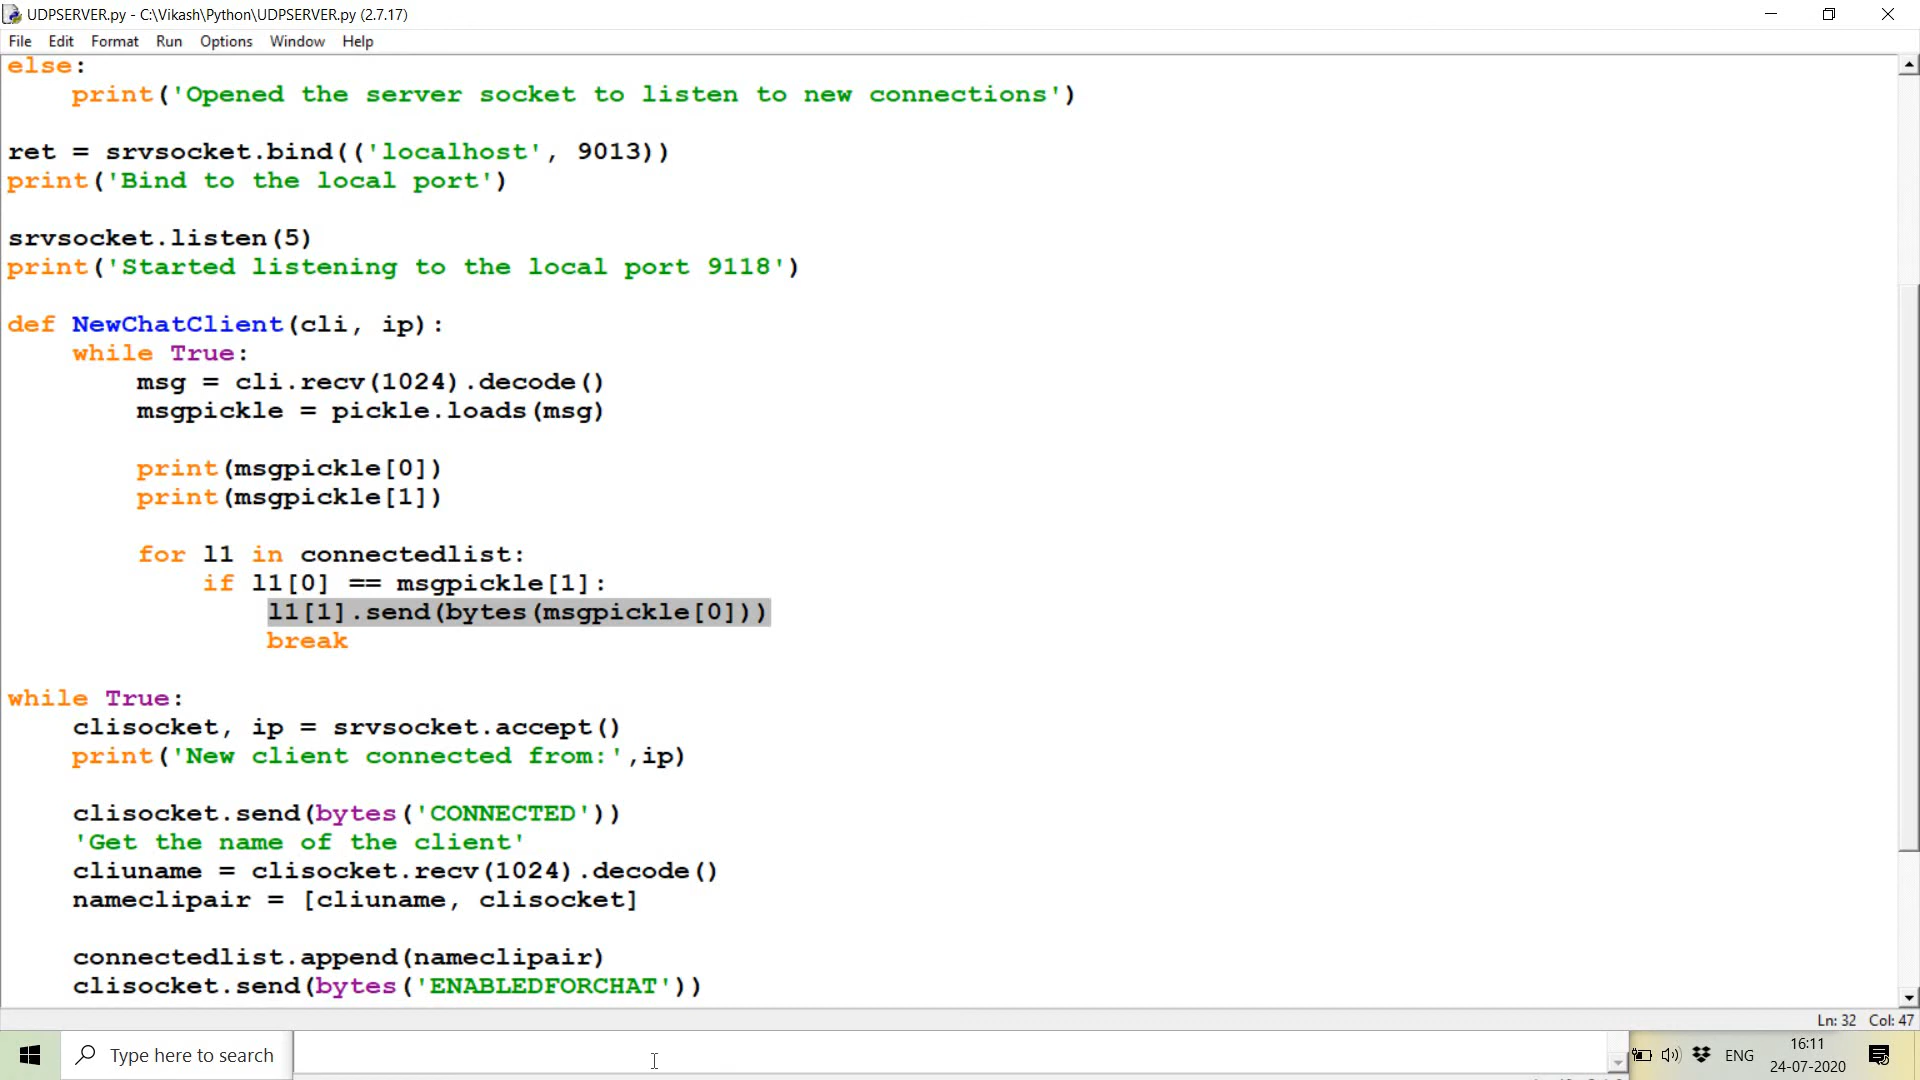 UDPSERVER.py - C:\Vikash\Python\UDPSERVER.py (2.7.17)
File Edit Format Run Options Window Help
else:
    print('Opened the server socket to listen to new connections')
ret = srvsocket.bind(('localhost', 9013))
print('Bind to the local port')
srvsocket.listen(5)
print('Started listening to the local port 9118')
def NewChatClient(cli, ip):
    while True:
        msg = cli.recv(1024).decode()
        msgpickle = pickle.loads(msg)
        print(msgpickle[0])
        print(msgpickle[1])
        for l1 in connectedlist:
            if l1[0] == msgpickle[1]:
                l1[1].send(bytes(msgpickle[0]))
                break
while True:
    clisocket, ip = srvsocket.accept()
    print('New client connected from:',ip)
    clisocket.send(bytes('CONNECTED'))
    'Get the name of the client'
    cliuname = clisocket.recv(1024).decode()
    nameclipair = [cliuname, clisocket]
    connectedlist.append(nameclipair)
    clisocket.send(bytes('ENABLEDFORCHAT'))
Ln: 32 Col: 47
Type here to search
ENG
16:11
24-07-2020